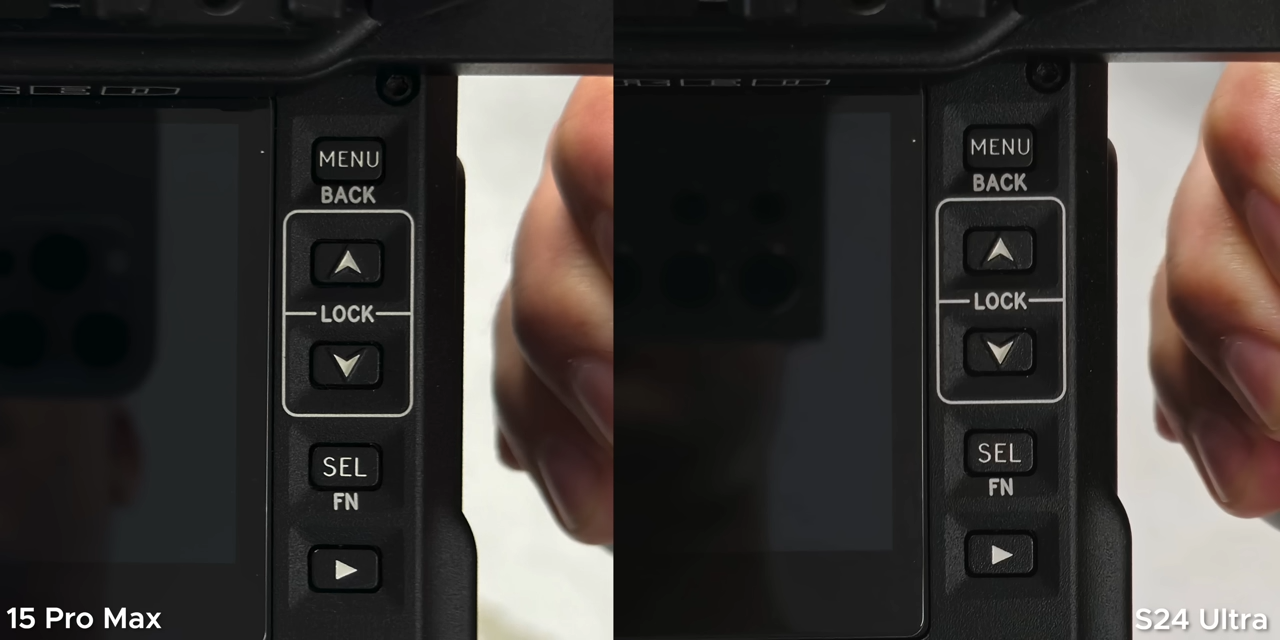 MENU
BACK
LOCK
SEL
FN
15 Pro Max
MENU
BACK
LOCK
SEL
FN
S24 Ultra